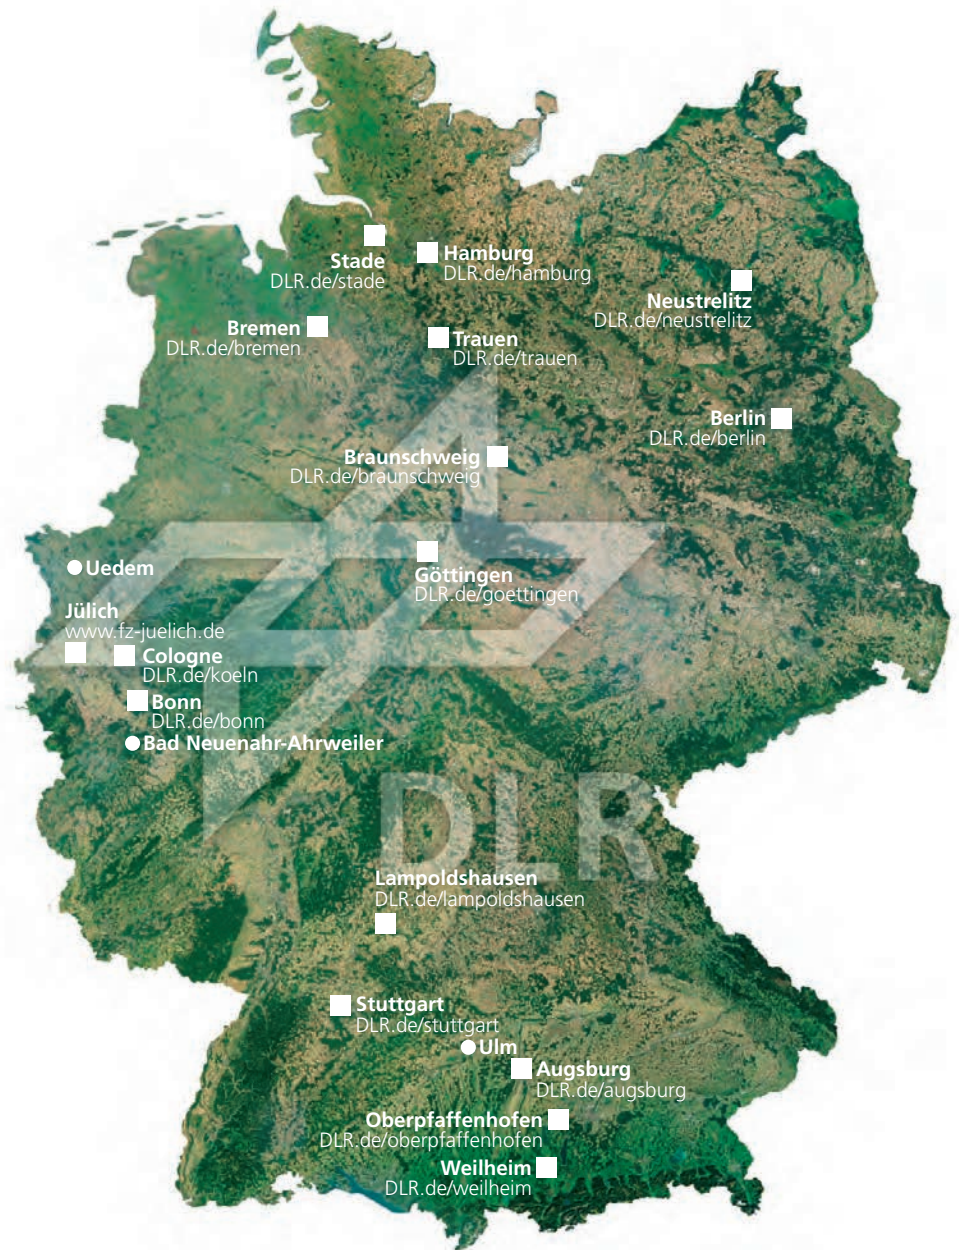 Stade
DLR.de/stade
Hamburg
DLR.de/hamburg
Neustrelitz
DLR.de/neustrelitz
Bremen
DLR.de/bremen
Trauen
DLR.de/trauen
Berlin
DLR.de/berlin
Braunschweig
DLR.de/braunschweig
Uedem
Göttingen
DLR.de/goettingen
Jülich
www.fz-juelich.de
Cologne
DLR.de/koeln
Bonn
DLR.de/bonn
Bad Neuenahr-Ahrweiler
DLR
Lampoldshausen
DLR.de/lampoldshausen
Stuttgart
DLR.de/stuttgart
Ulm
Augsburg
DLR.de/augsburg
Oberpfaffenhofen
DLR.de/oberpfaffenhofen
Weilheim
DLR.de/weilheim